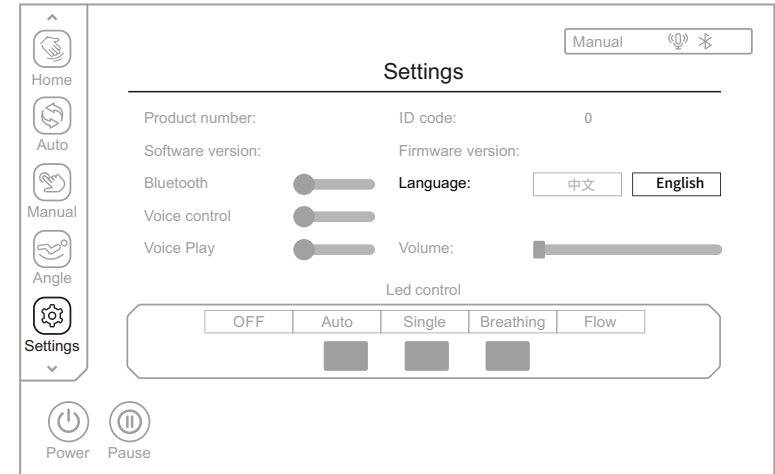 Manual
Home
Settings
Product number:
ID code:
0
Auto
Software version:
Firmware version:
Bluetooth
Language:
中文
English
Manual
Voice control
Voice Play
Volume:
Angle
Led control
OFF
Auto
Single
Breathing
Flow
Settings
Power
Pause